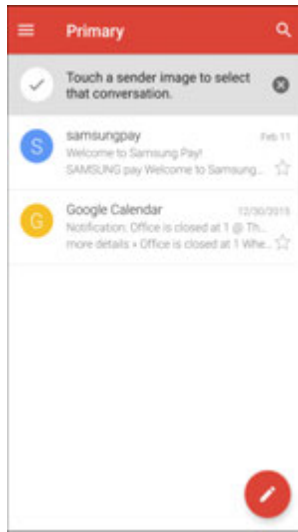 Primary
Touch a sender image to select
that conversation.
S
samsungpay
Feb 11
Welcome to Samsung Pay!
SAMSUNG pay Welcome to Samsung...
G
Google Calendar
12/30/2015
Notification: Office is closed at 1 @ Th...
more details » Office is closed at 1 Whe...